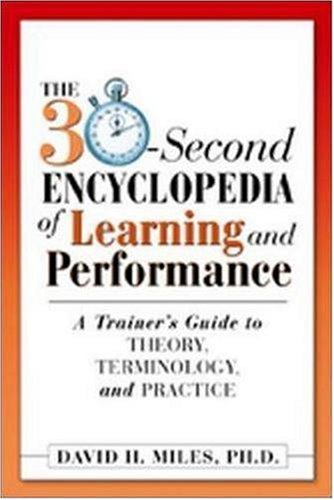 THE
30-Second
ENCYCLOPEDIA
of Learning and
Performance
A Trainer's Guide to
THEORY,
TERMINOLOGY,
and PRACTICE
DAVID H. MILES, PH.D.